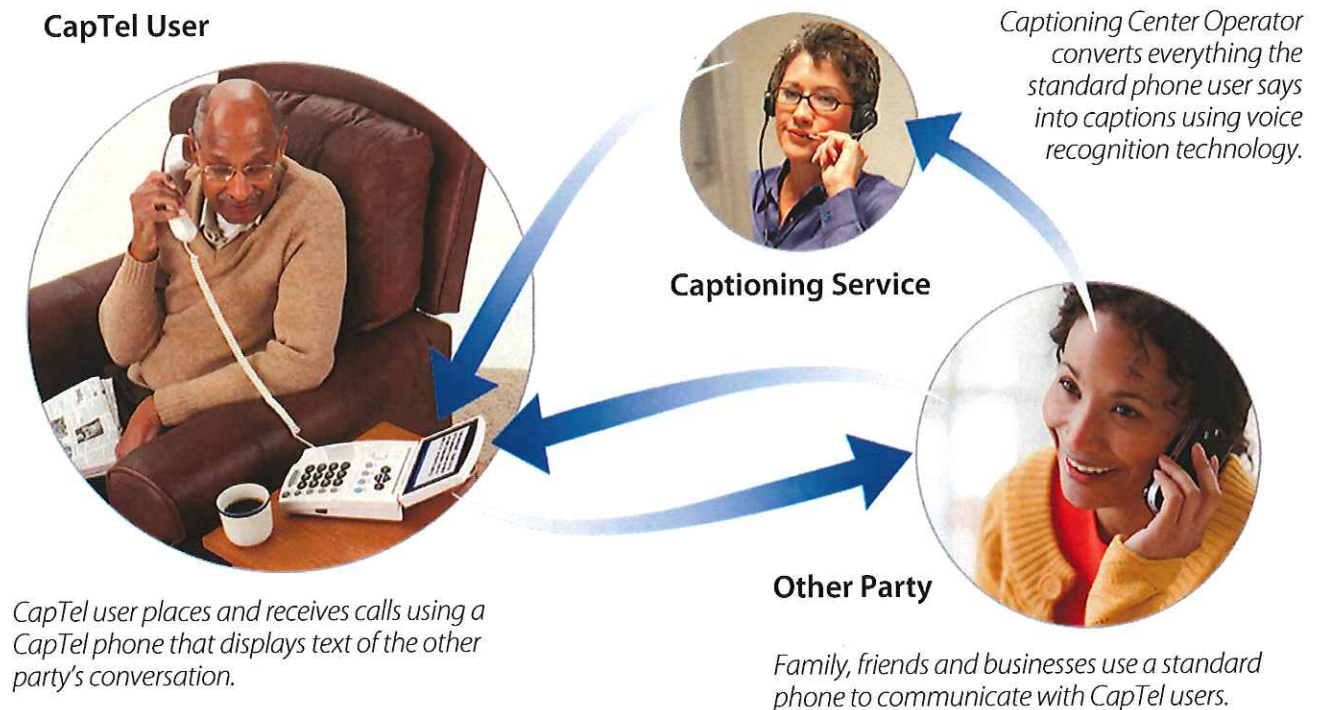 CapTel User
Captioning Center Operator
converts everything the
standard phone user says
into captions using voice
recognition technology.
Captioning Service
Other Party
CapTel user places and receives calls using a
CapTel phone that displays text of the other
party's conversation.
Family, friends and businesses use a standard
phone to communicate with CapTel users.